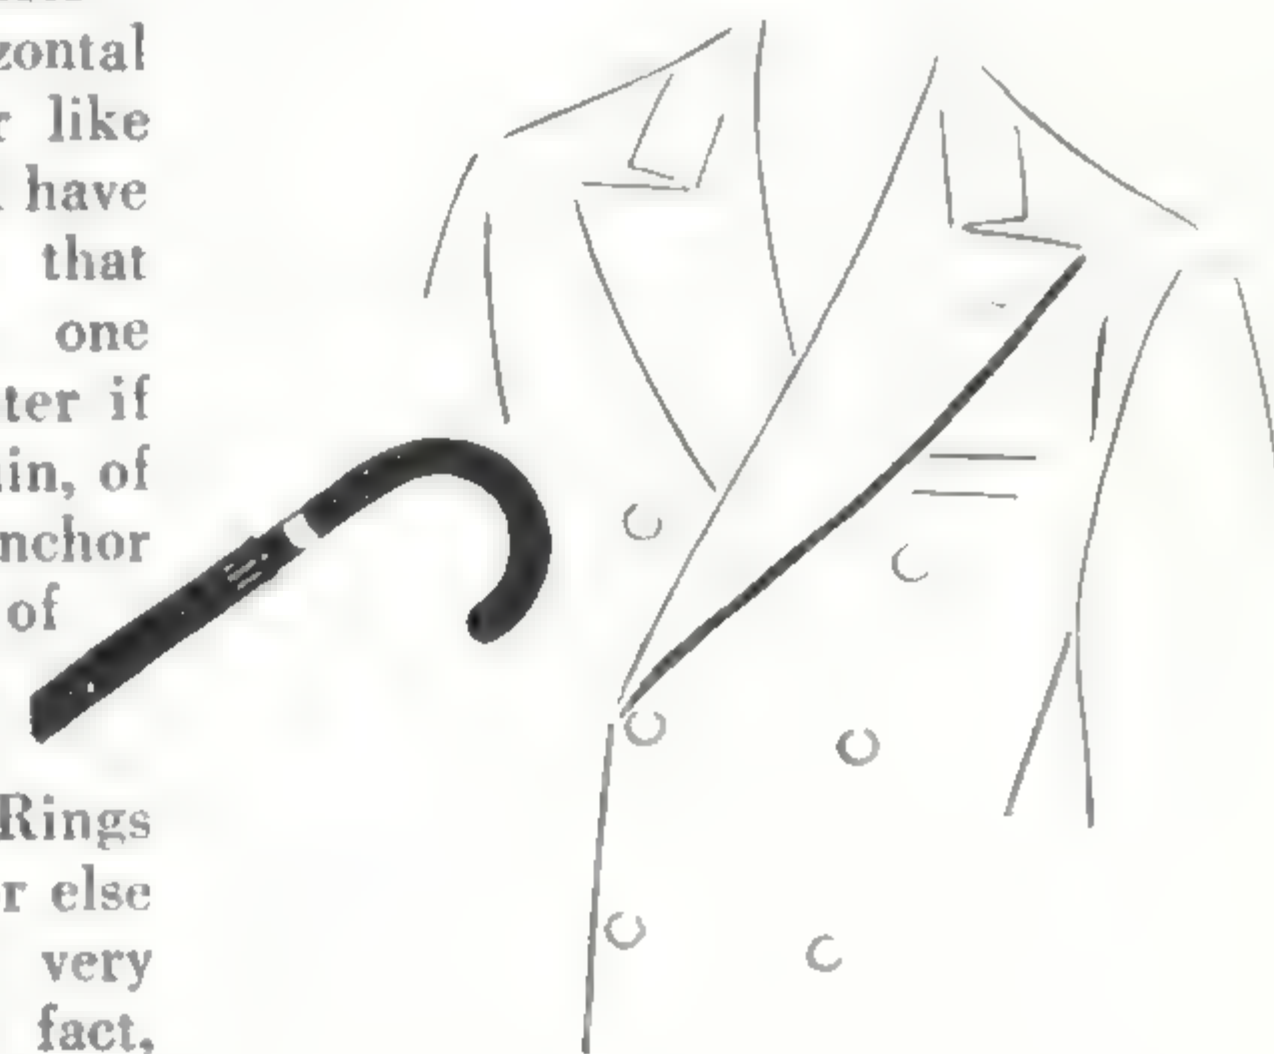 zontal
r like
have
that
one
ter if
in, of
nchor
of
Rings
r else
very
fact,